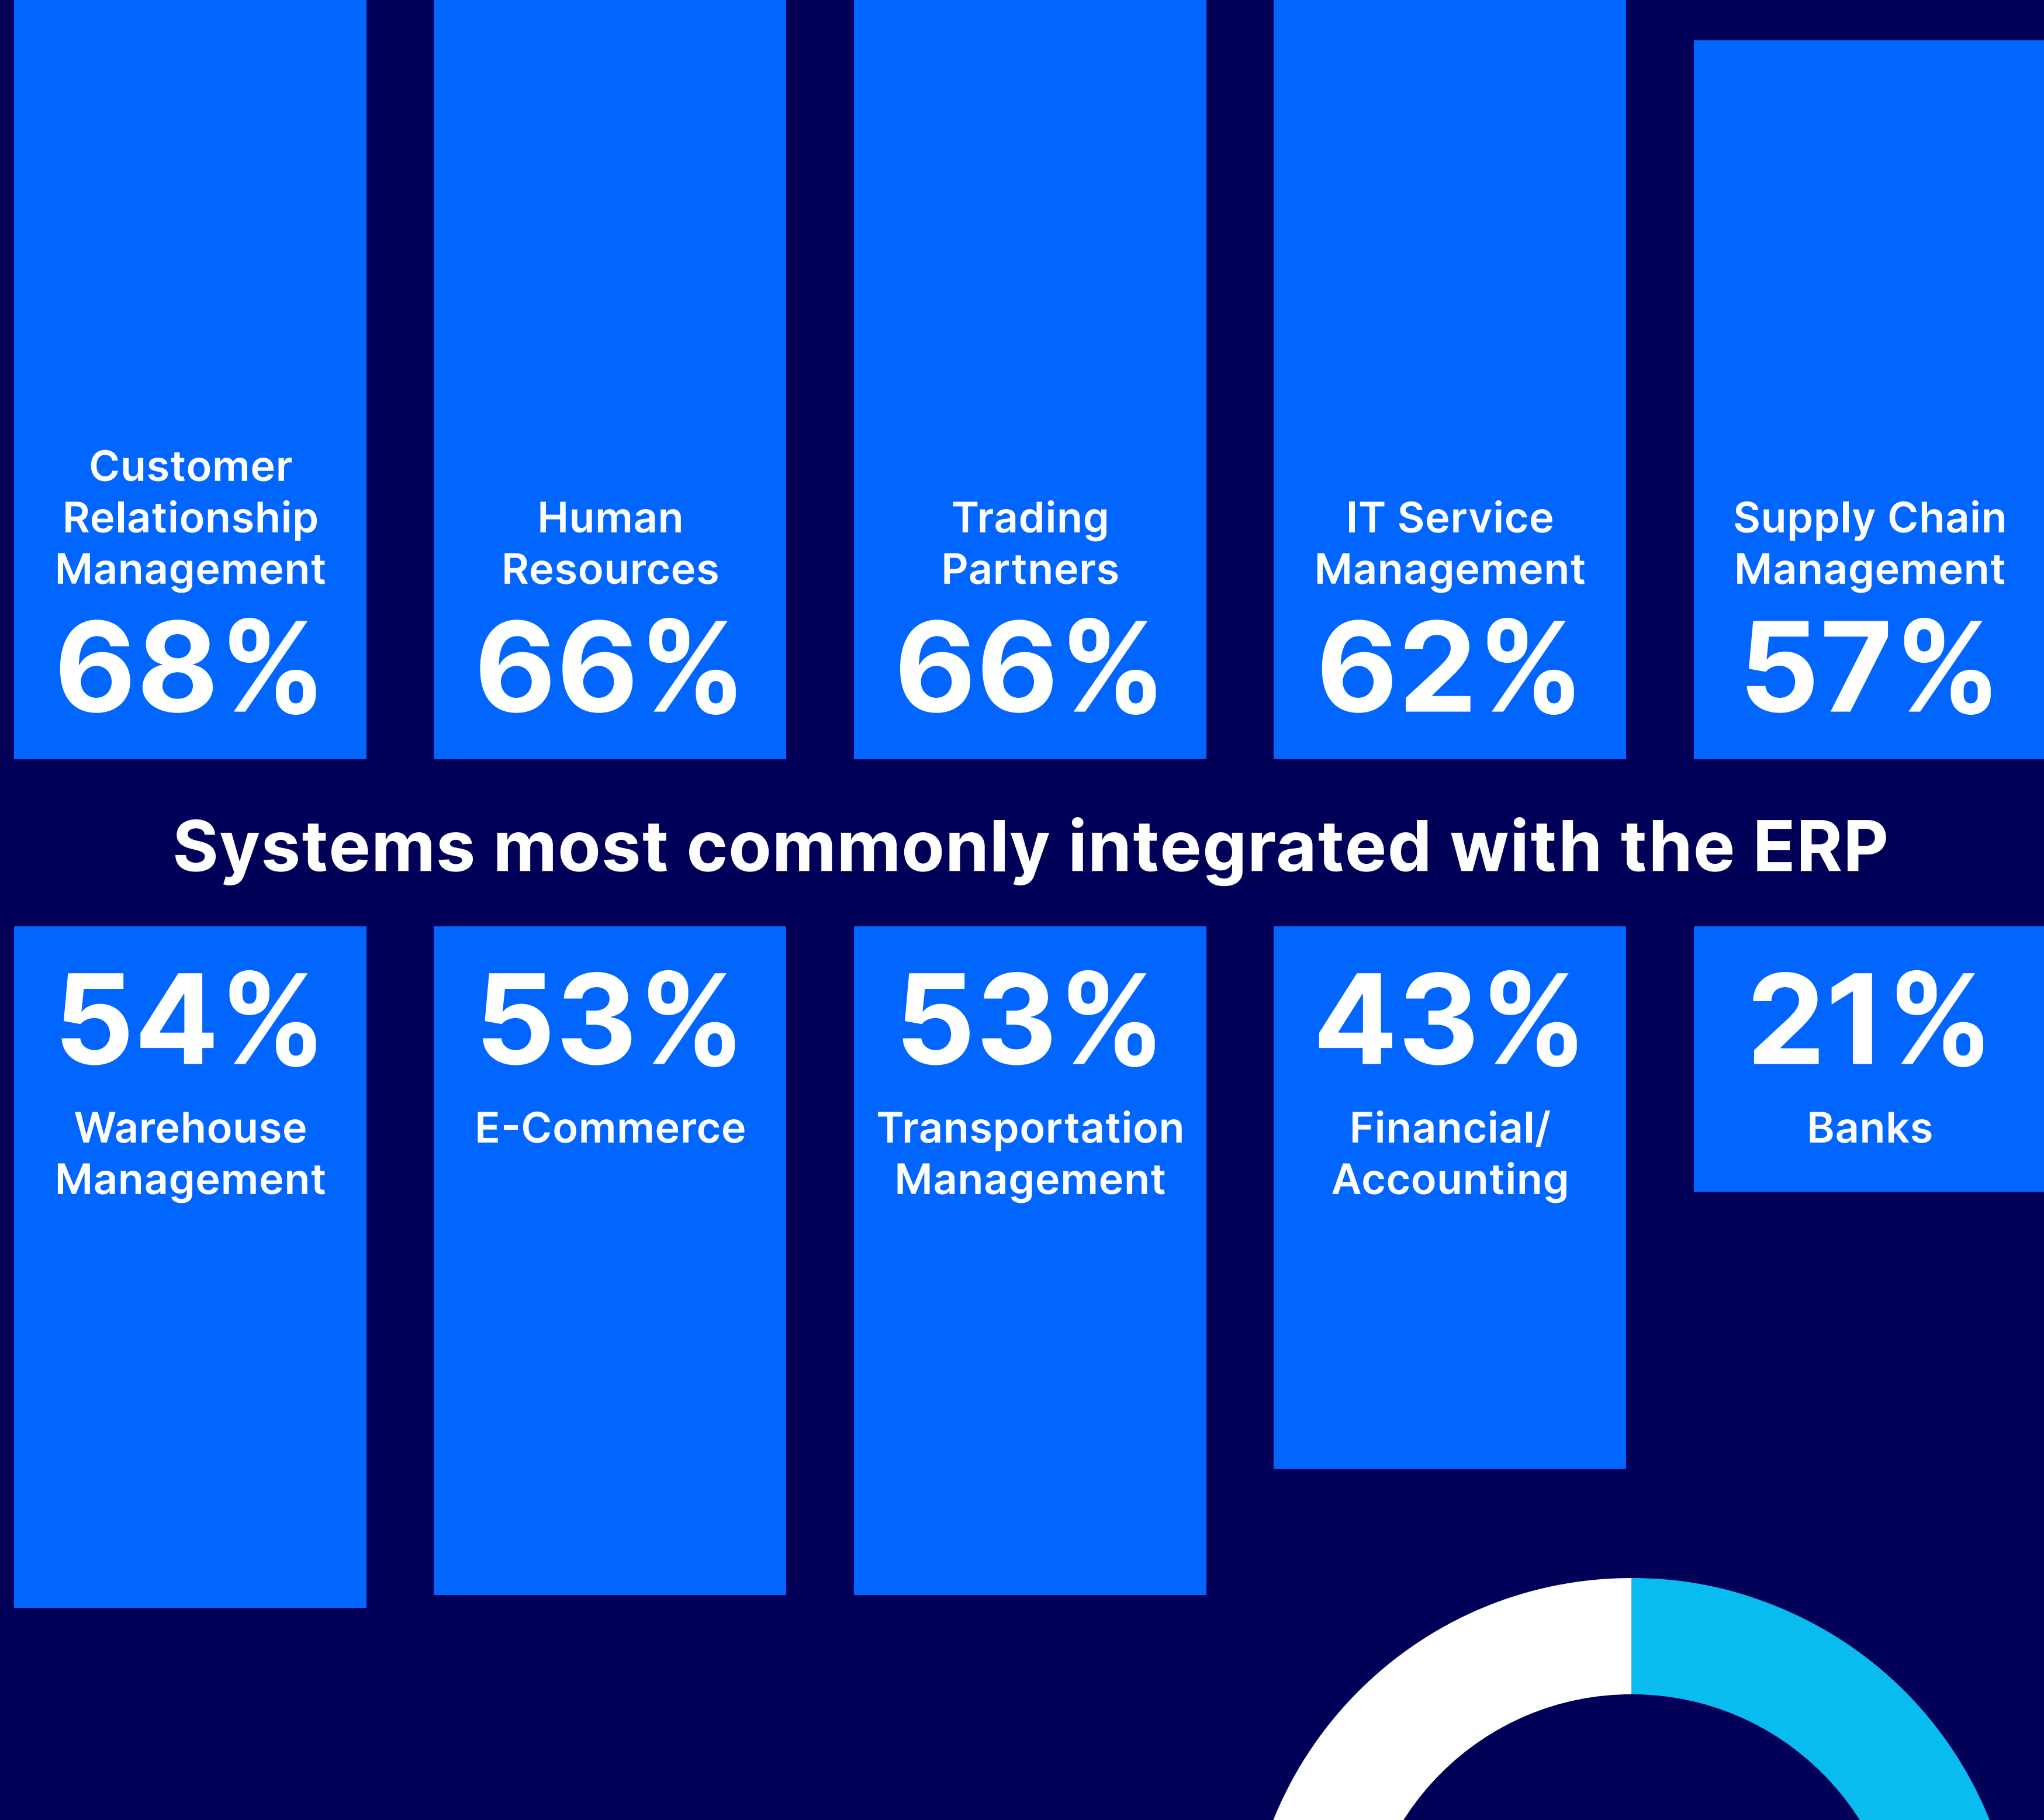 Customer
Relationship
Management
68%
Human
Resources
66%
Trading
Partners
66%
IT Service
Management
62%
Supply Chain
Management
57%
Systems most commonly integrated with the ERP
54%
Warehouse
Management
53%
E-Commerce
53%
Transportation
Management
43%
Financial/
Accounting
21%
Banks